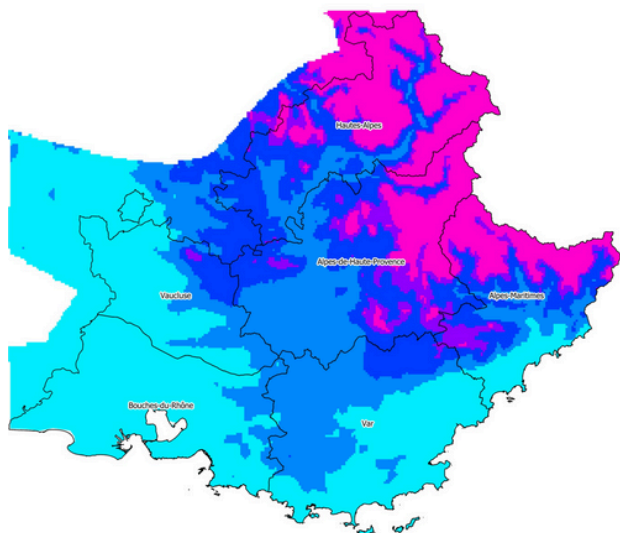 Hautes-Alpes
Alpes-de-Haute-Provence
Vaucluse
Alpes-Maritimes
Bouches-du-Rhône
Var